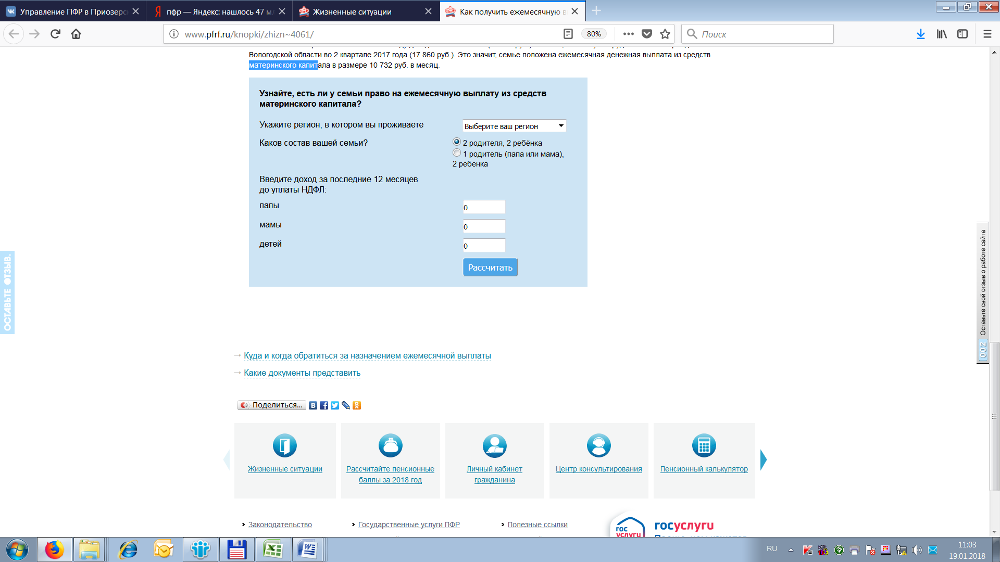 Управление ПФР в Приозерс
пфр — Яндекс: нашлось 47 мл
Жизненные ситуации
Как получить ежемесячную в
www.pfrf.ru/knopki/zhizn~4061/
80%
Поиск
Вологодской области во 2 квартале 2017 года (17 860 руб.). Это значит, семье положена ежемесячная денежная выплата из средств
материнского капитала в размере 10 732 руб. в месяц.
Узнайте, есть ли у семьи право на ежемесячную выплату из средств
материнского капитала?
Укажите регион, в котором вы проживаете
Выберите ваш регион
Каков состав вашей семьи?
2 родителя, 2 ребёнка
1 родитель (папа или мама),
2 ребенка
Введите доход за последние 12 месяцев
до уплаты НДФЛ:
папы
0
мамы
0
детей
0
Рассчитать
ОСТАВЬТЕ ОТЗЫВ.
Оставьте свой отзыв о работе сайта
002
Куда и когда обратиться за назначением ежемесячной выплаты
Какие документы представить
Поделиться...
Жизненные ситуации
Рассчитайте пенсионные
баллы за 2018 год
Личный кабинет
гражданина
Центр консультирования
Пенсионный калькулятор
Законодательство
Государственные услуги ПФР
Полезные ссылки
гос
услуги
госуслуги
RU
11:03
19.01.2018